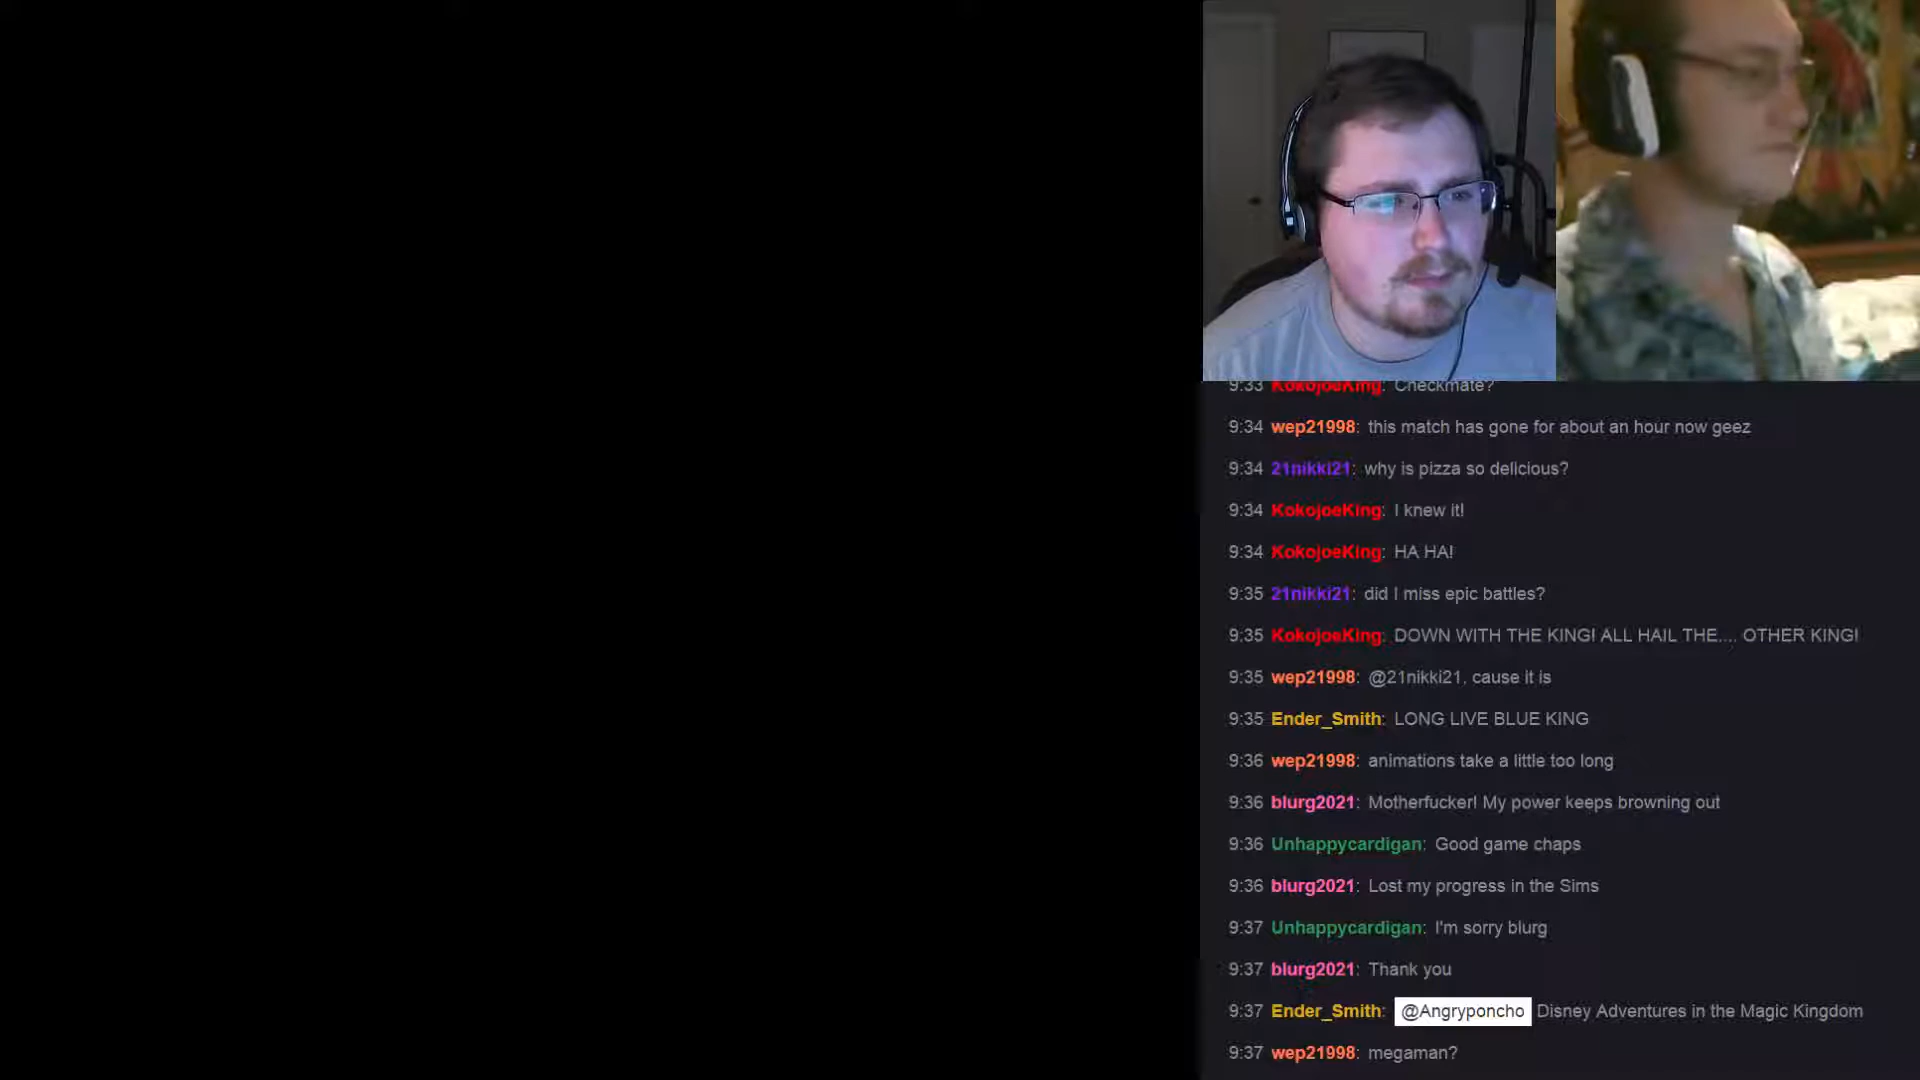 9:33 KokojoeKing: Checkmate?
9:34 wep21998: this match has gone for about an hour now geez
9:34 21nikki21: why is pizza so delicious?
9:34 KokojoeKing: I knew it!
9:34 KokojoeKing: HA HA!
9:35 21nikki21: did I miss epic battles?
9:35 KokojoeKing: DOWN WITH THE KING! ALL HAIL THE.... OTHER KING!
9:35 wep21998: @21nikki21, cause it is
9:35 Ender_Smith: LONG LIVE BLUE KING
9:36 wep21998: animations take a little too long
9:36 blurg2021: Motherfucker! My power keeps browning out
9:36 Unhappycardigan: Good game chaps
9:36 blurg2021: Lost my progress in the Sims
9:37 Unhappycardigan: I'm sorry blurg
9:37 blurg2021: Thank you
9:37 Ender_Smith: @Angryponcho Disney Adventures in the Magic Kingdom
9:37 wep21998: megaman?